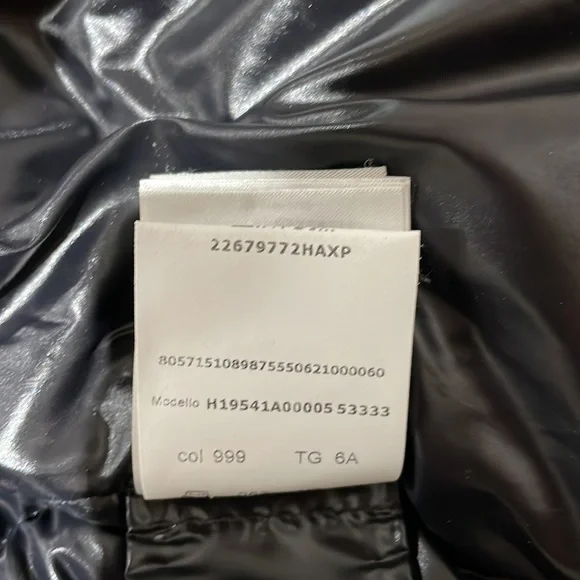 22679772HAXP
8057151089875550621000060
Modello H19541A00005 53333
col 999 TG 6A